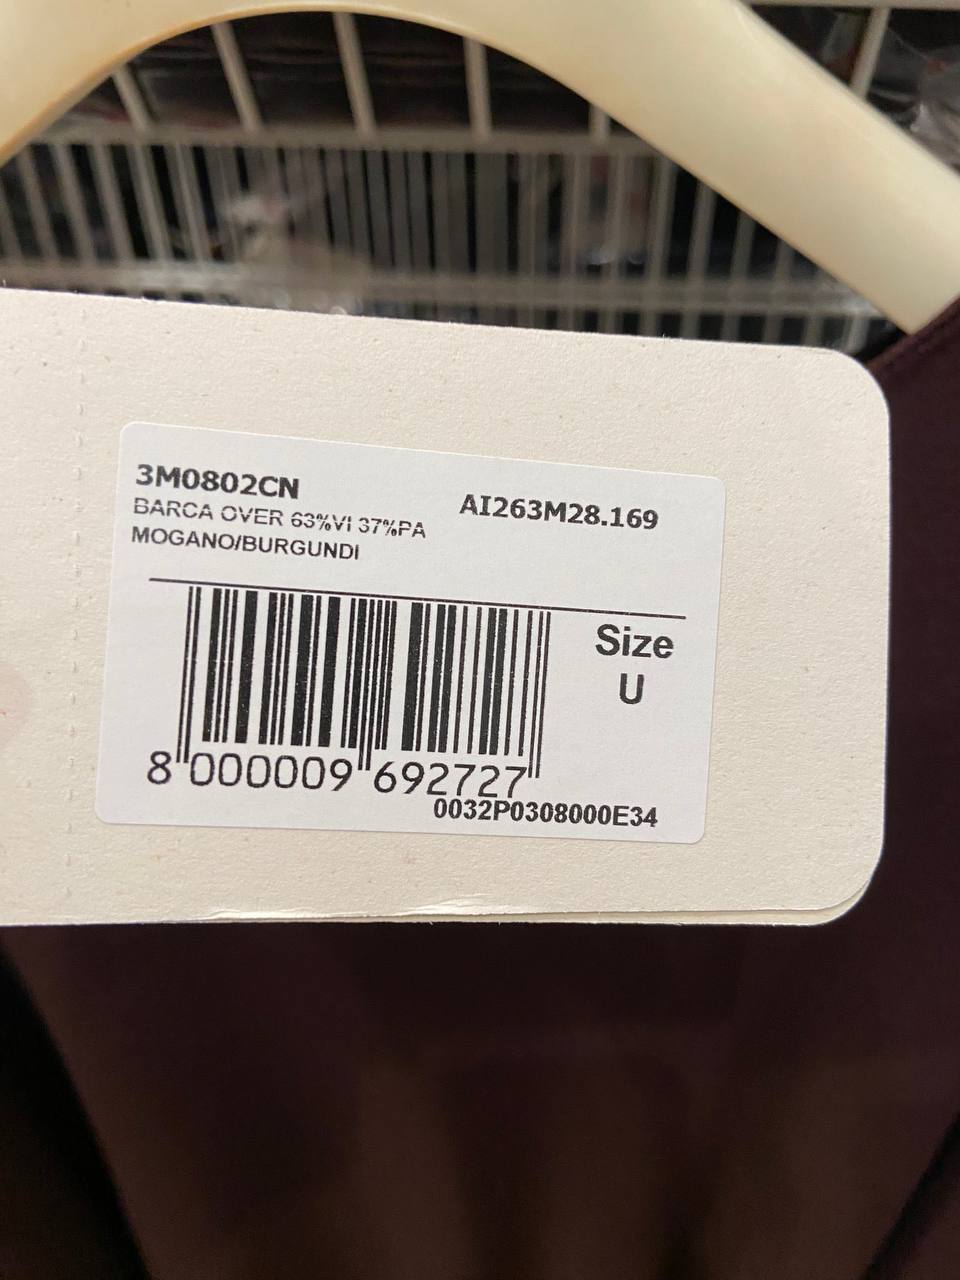 3M0802CN
AI263M28.169
BARCA OVER 63%VI 37%PA
MOGANO/BURGUNDI
Size
U
8 000009 692727
0032P0308000E34